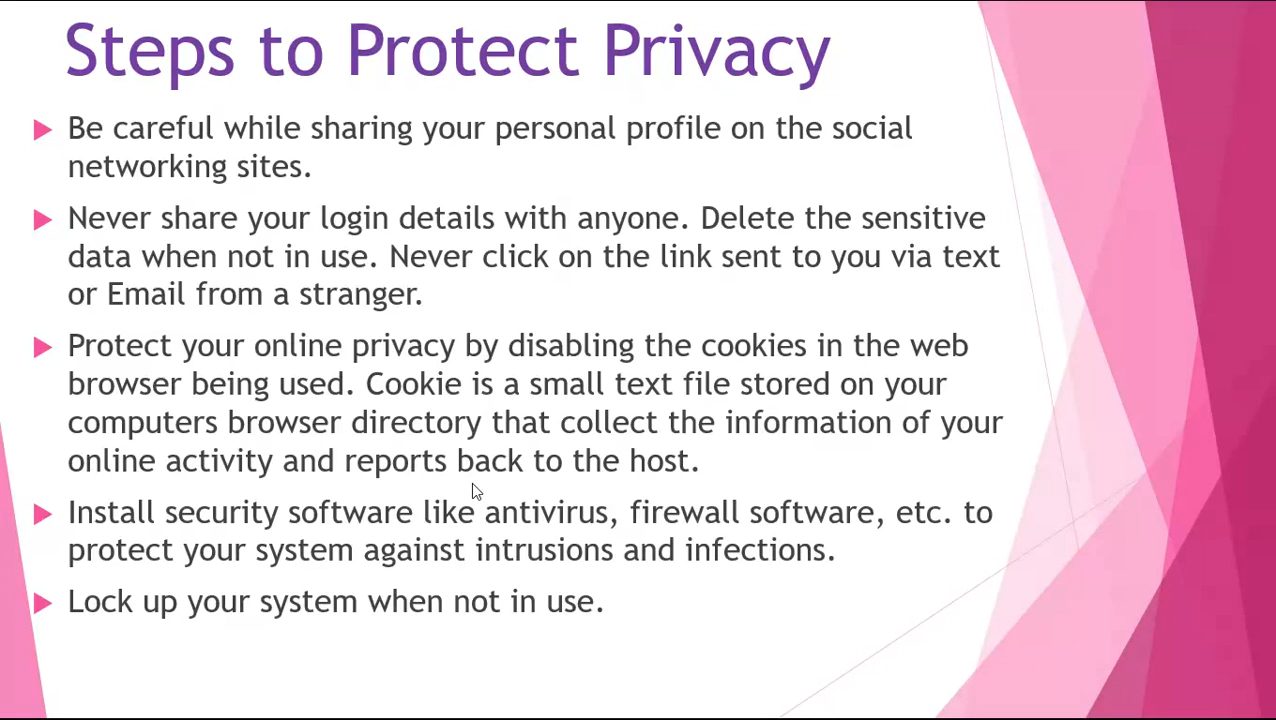 Steps to Protect Privacy
Be careful while sharing your personal profile on the social
networking sites.
Never share your login details with anyone. Delete the sensitive
data when not in use. Never click on the link sent to you via text
or Email from a stranger.
Protect your online privacy by disabling the cookies in the web
browser being used. Cookie is a small text file stored on your
computers browser directory that collect the information of your
online activity and reports back to the host.
Install security software like antivirus, firewall software, etc. to
protect your system against intrusions and infections.
Lock up your system when not in use.